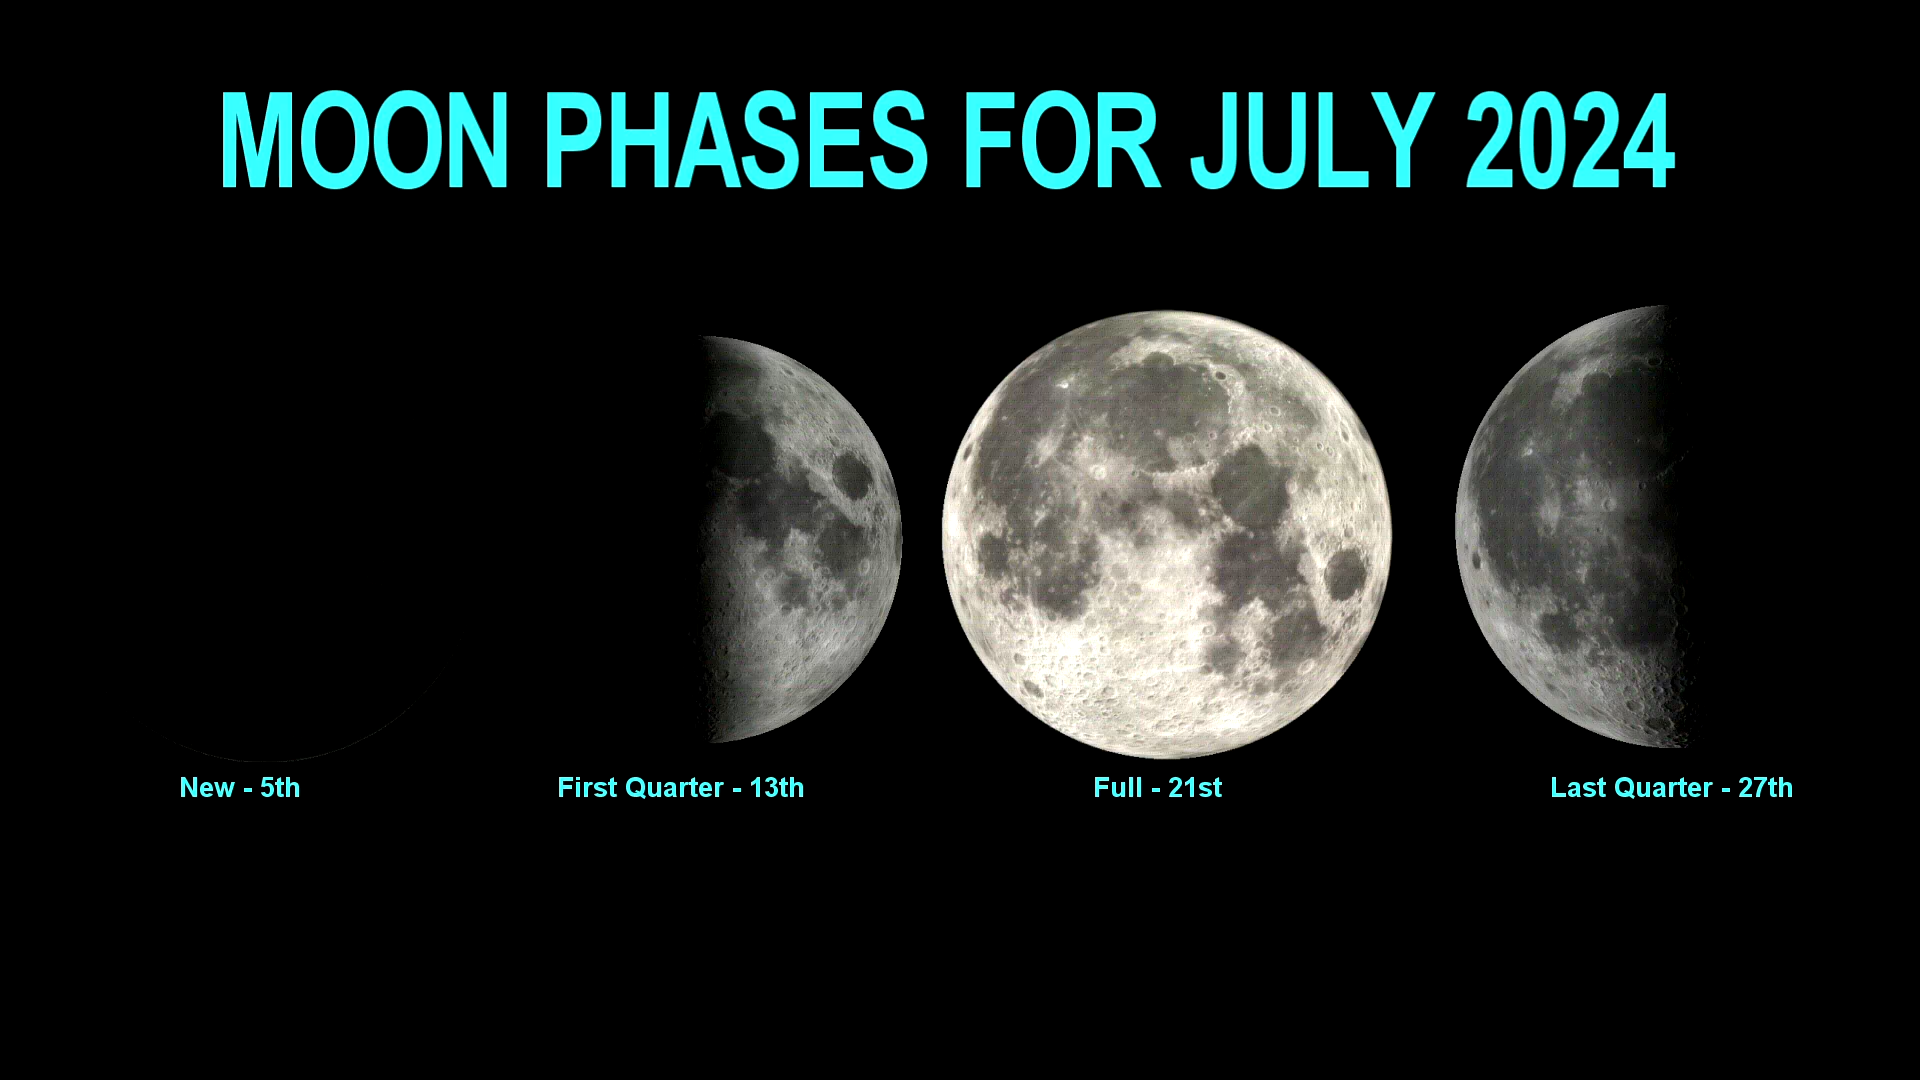 MOON PHASES FOR JULY 2024
New - 5th
First Quarter - 13th
Full - 21st
Last Quarter - 27th